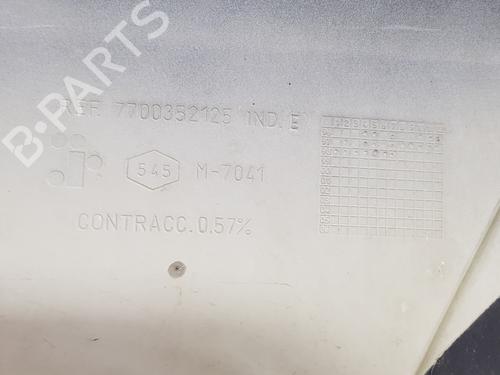 REF. 7700352125 IND. E
545 M-7041
CONTRACC. 0,57%
B-PARTS